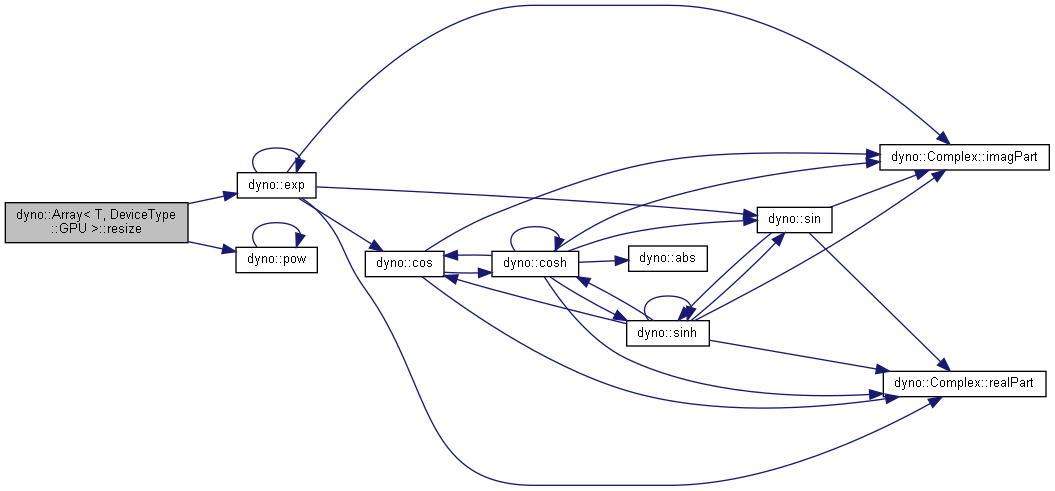 dyno::Array< T, DeviceType
::GPU >::resize
dyno::exp
dyno::pow
dyno::cos
dyno::cosh
dyno::abs
dyno::sinh
dyno::sin
dyno::Complex::imagPart
dyno::Complex::realPart